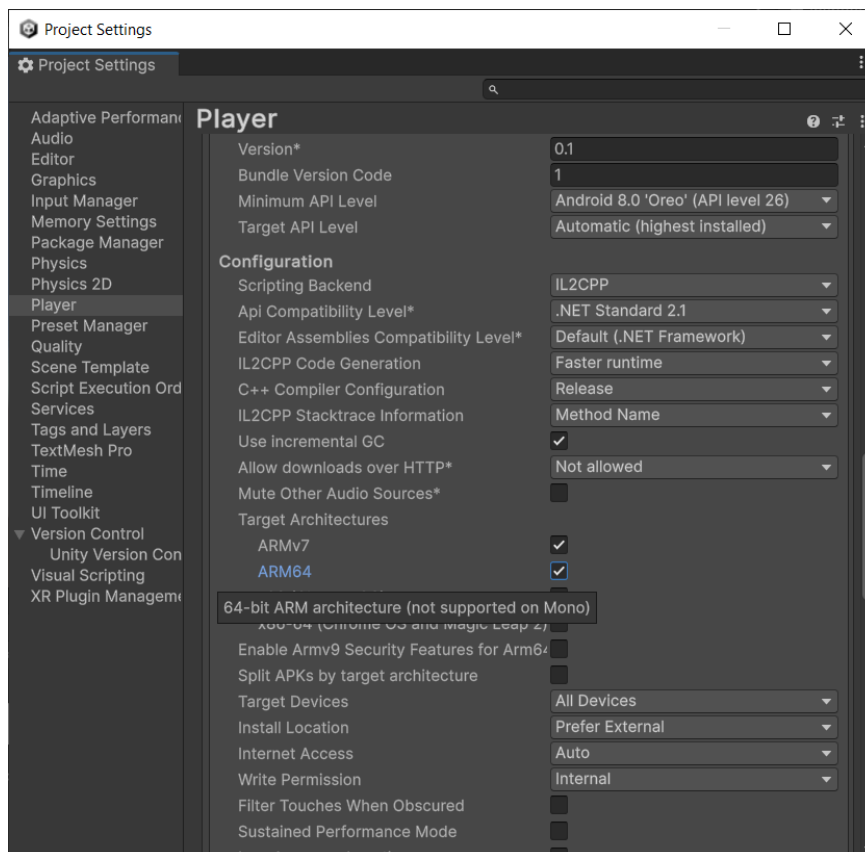 Project Settings
Project Settings
Adaptive Performan
Audio
Editor
Graphics
Input Manager
Memory Settings
Package Manager
Physics
Physics 2D
Player
Preset Manager
Quality
Scene Template
Script Execution Ord
Services
Tags and Layers
TextMesh Pro
Time
Timeline
UI Toolkit
Version Control
Unity Version Con
Visual Scripting
XR Plugin Manageme
Player
Version* 0.1
Bundle Version Code 1
Minimum API Level Android 8.0 'Oreo' (API level 26)
Target API Level Automatic (highest installed)
Configuration
Scripting Backend IL2CPP
Api Compatibility Level* .NET Standard 2.1
Editor Assemblies Compatibility Level* Default (.NET Framework)
IL2CPP Code Generation Faster runtime
C++ Compiler Configuration Release
IL2CPP Stacktrace Information Method Name
Use incremental GC
Allow downloads over HTTP* Not allowed
Mute Other Audio Sources*
Target Architectures
ARMv7
ARM64
64-bit ARM architecture (not supported on Mono)
x86-64 (Chrome OS and Magic Leap 2)
Enable Armv9 Security Features for Arm64
Split APKs by target architecture
Target Devices All Devices
Install Location Prefer External
Internet Access Auto
Write Permission Internal
Filter Touches When Obscured
Sustained Performance Mode